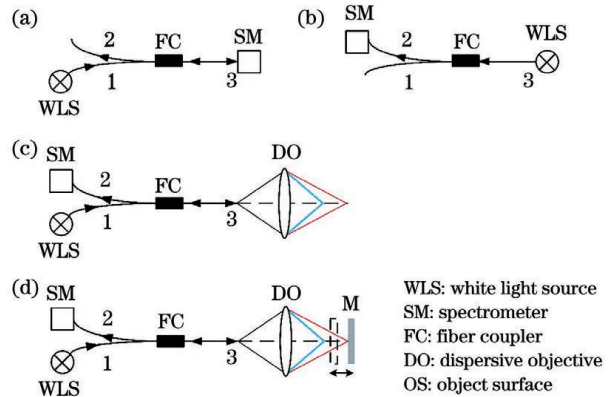 (a)
2
FC
SM
1
3
WLS
(b)
SM
2
FC
WLS
1
3
(c)
SM
2
FC
DO
1
3
WLS
(d)
SM
2
FC
DO
M
1
3
WLS
WLS: white light source
SM: spectrometer
FC: fiber coupler
DO: dispersive objective
OS: object surface